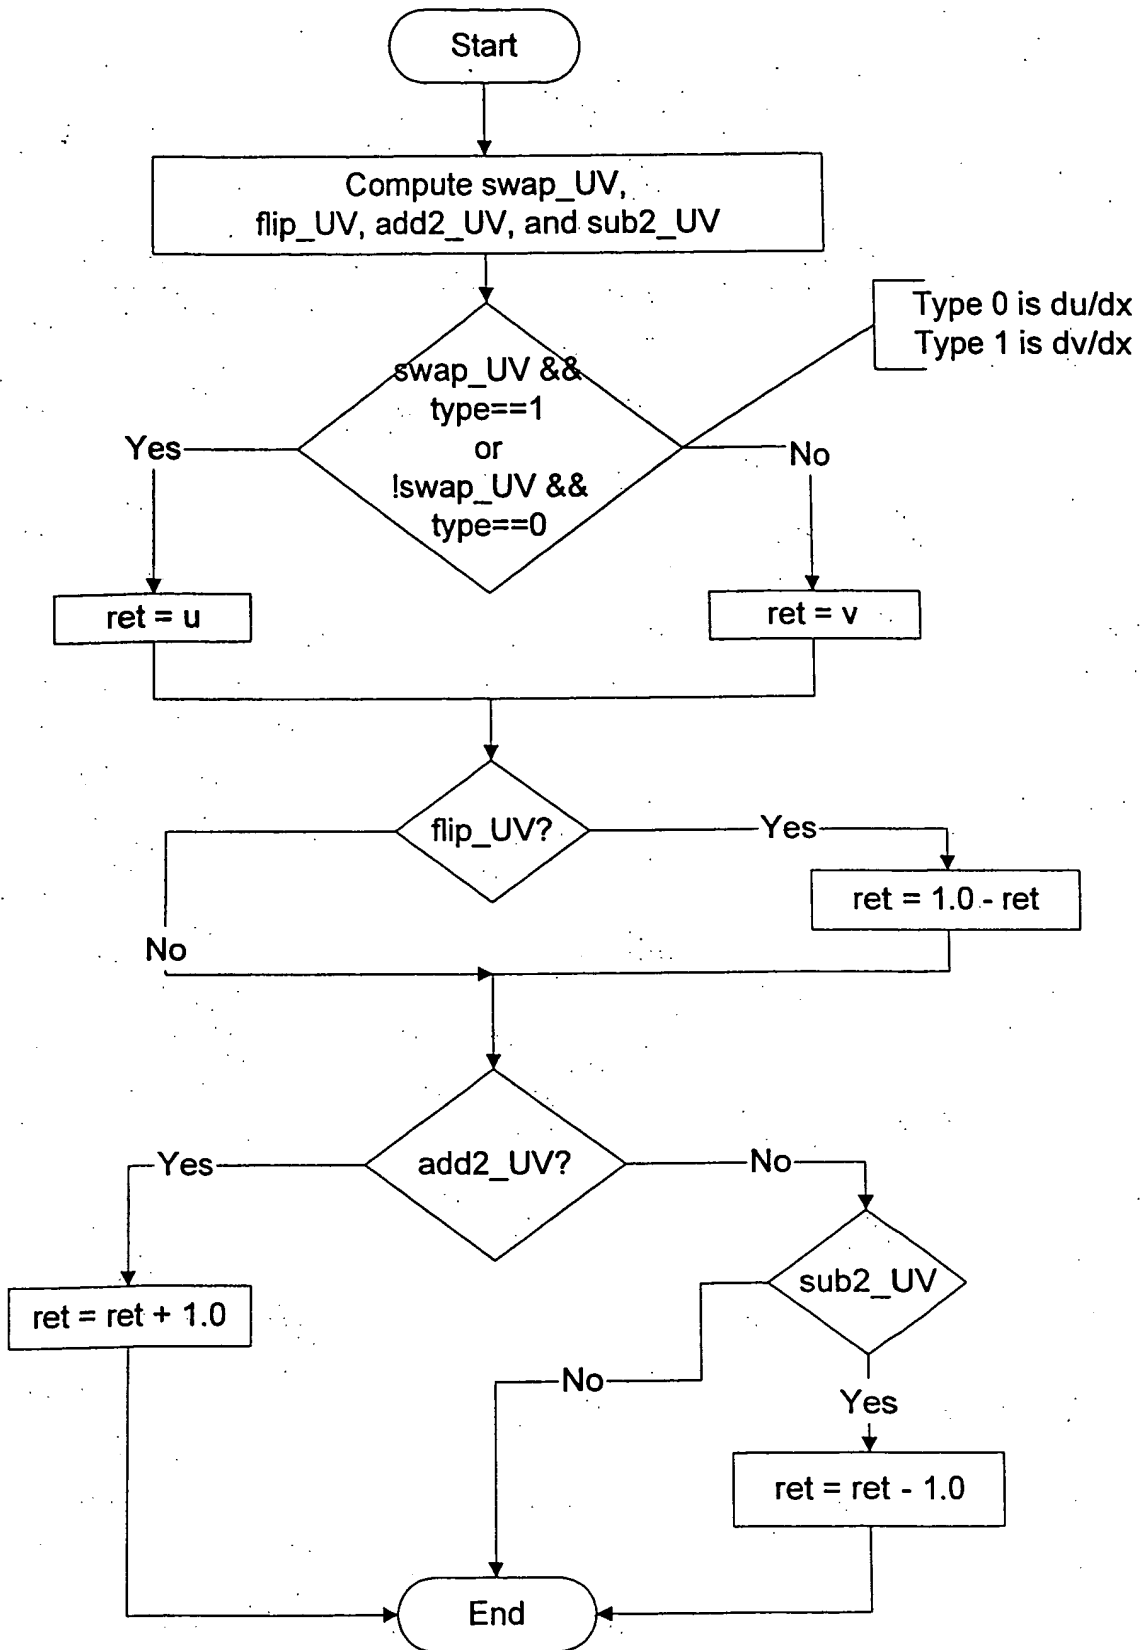 Start
Compute swap_UV,
flip_UV, add2_UV, and sub2_UV
Type 0 is du/dx
Type 1 is dv/dx
swap_UV &&
type==1
or
!swap_UV &&
type==0
Yes
No
ret = u
ret = v
flip_UV?
Yes
ret = 1.0 - ret
No
add2_UV?
Yes
No
sub2_UV
ret = ret + 1.0
No
Yes
ret = ret - 1.0
End